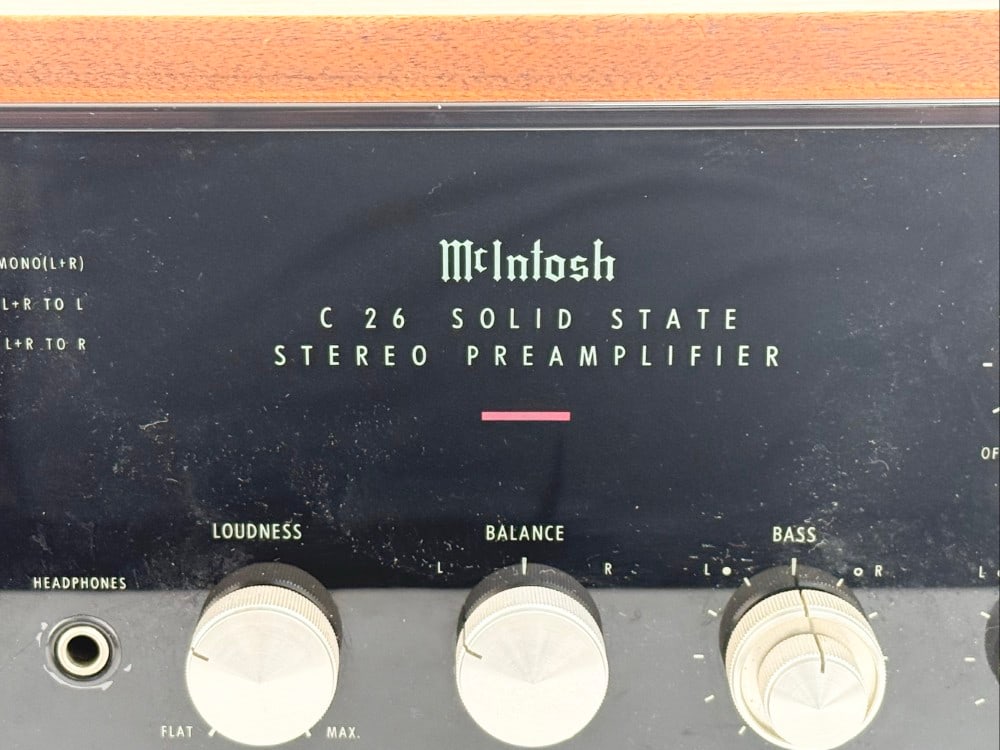 McIntosh
C 26 SOLID STATE
STEREO PREAMPLIFIER
MONO(L+R)
L+R TO L
L+R TO R
LOUDNESS
BALANCE
BASS
L R
L R
L
HEADPHONES
FLAT MAX.